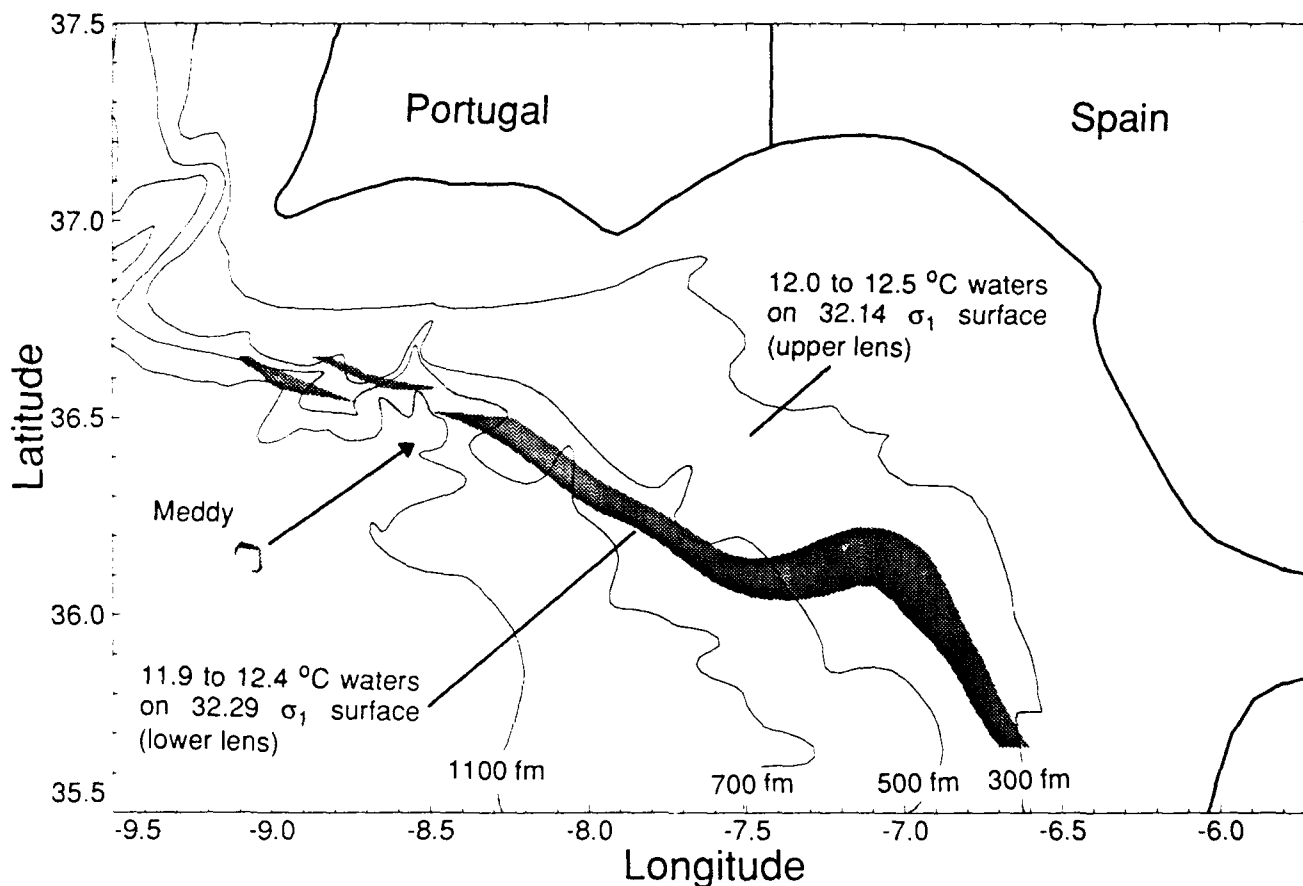 37.5
37.0
36.5
36.0
35.5
Latitude
Portugal
Spain
12.0 to 12.5 °C waters
on 32.14 σ₁ surface
(upper lens)
Meddy
11.9 to 12.4 °C waters
on 32.29 σ₁ surface
(lower lens)
1100 fm
700 fm
500 fm
300 fm
-9.5
-9.0
-8.5
-8.0
-7.5
-7.0
-6.5
-6.0
Longitude